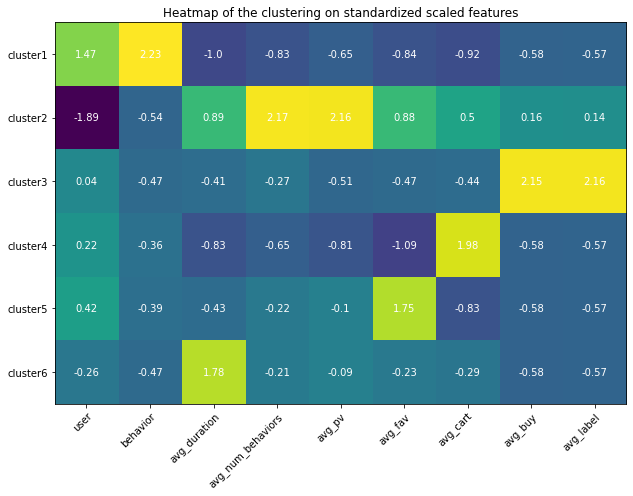 Heatmap of the clustering on standardized scaled features
cluster1 1.47 2.23 -1.0 -0.83 -0.65 -0.84 -0.92 -0.58 -0.57
cluster2 -1.89 -0.54 0.89 2.17 2.16 0.88 0.5 0.16 0.14
cluster3 0.04 -0.47 -0.41 -0.27 -0.51 -0.47 -0.44 2.15 2.16
cluster4 0.22 -0.36 -0.83 -0.65 -0.81 -1.09 1.98 -0.58 -0.57
cluster5 0.42 -0.39 -0.43 -0.22 -0.1 1.75 -0.83 -0.58 -0.57
cluster6 -0.26 -0.47 1.78 -0.21 -0.09 -0.23 -0.29 -0.58 -0.57
user behavior avg_duration avg_num_behaviors avg_pv avg_fav avg_cart avg_buy avg_label